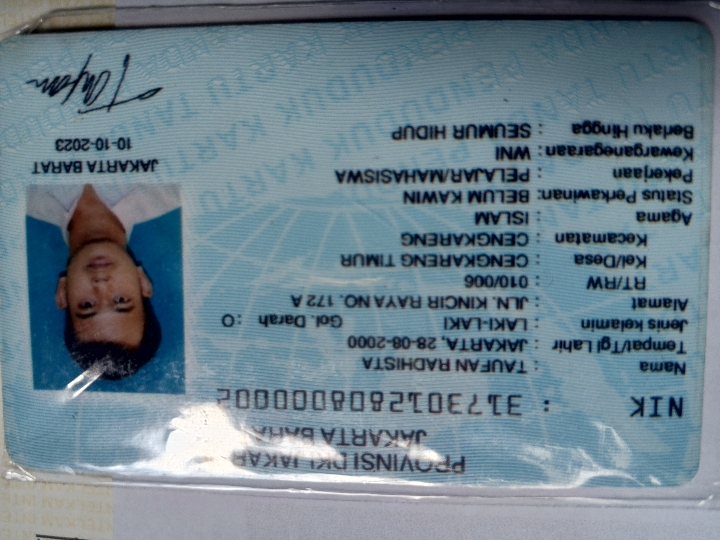 PROVINSI DKI JAKAR
JAKARTA BARAT
NIK : 3173012808000002
Nama : TAUFAN RADHISTA
Tempat/Tgl Lahir : JAKARTA, 28-08-2000
Jenis kelamin : LAKI-LAKI Gol. Darah : O
Alamat : JLN. KINCIR RAYA NO. 172 A
RT/RW : 010/006
Kel/Desa : CENGKARENG TIMUR
Kecamatan : CENGKARENG
Agama : ISLAM
Status Perkawinan: BELUM KAWIN
Pekerjaan : PELAJAR/MAHASISWA
Kewarganegaraan: WNI
Berlaku Hingga : SEUMUR HIDUP
JAKARTA BARAT
10-10-2023